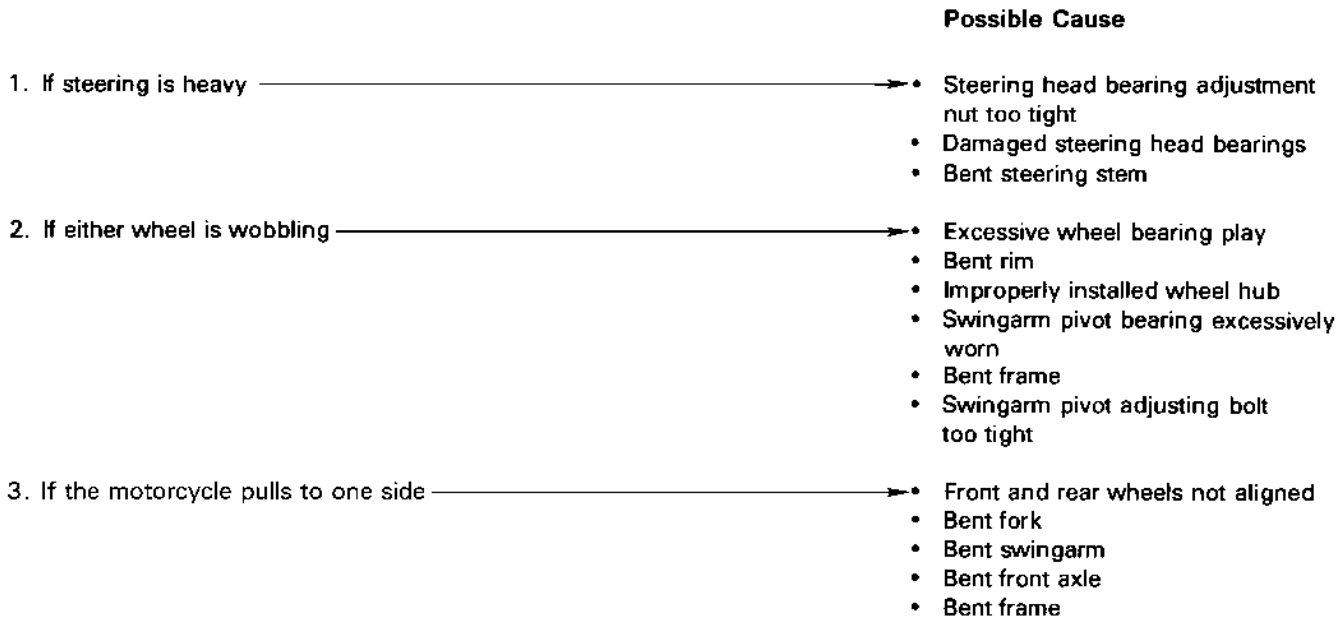 Possible Cause
1. If steering is heavy
• Steering head bearing adjustment
nut too tight
• Damaged steering head bearings
• Bent steering stem
2. If either wheel is wobbling
• Excessive wheel bearing play
• Bent rim
• Improperly installed wheel hub
• Swingarm pivot bearing excessively
worn
• Bent frame
• Swingarm pivot adjusting bolt
too tight
3. If the motorcycle pulls to one side
• Front and rear wheels not aligned
• Bent fork
• Bent swingarm
• Bent front axle
• Bent frame